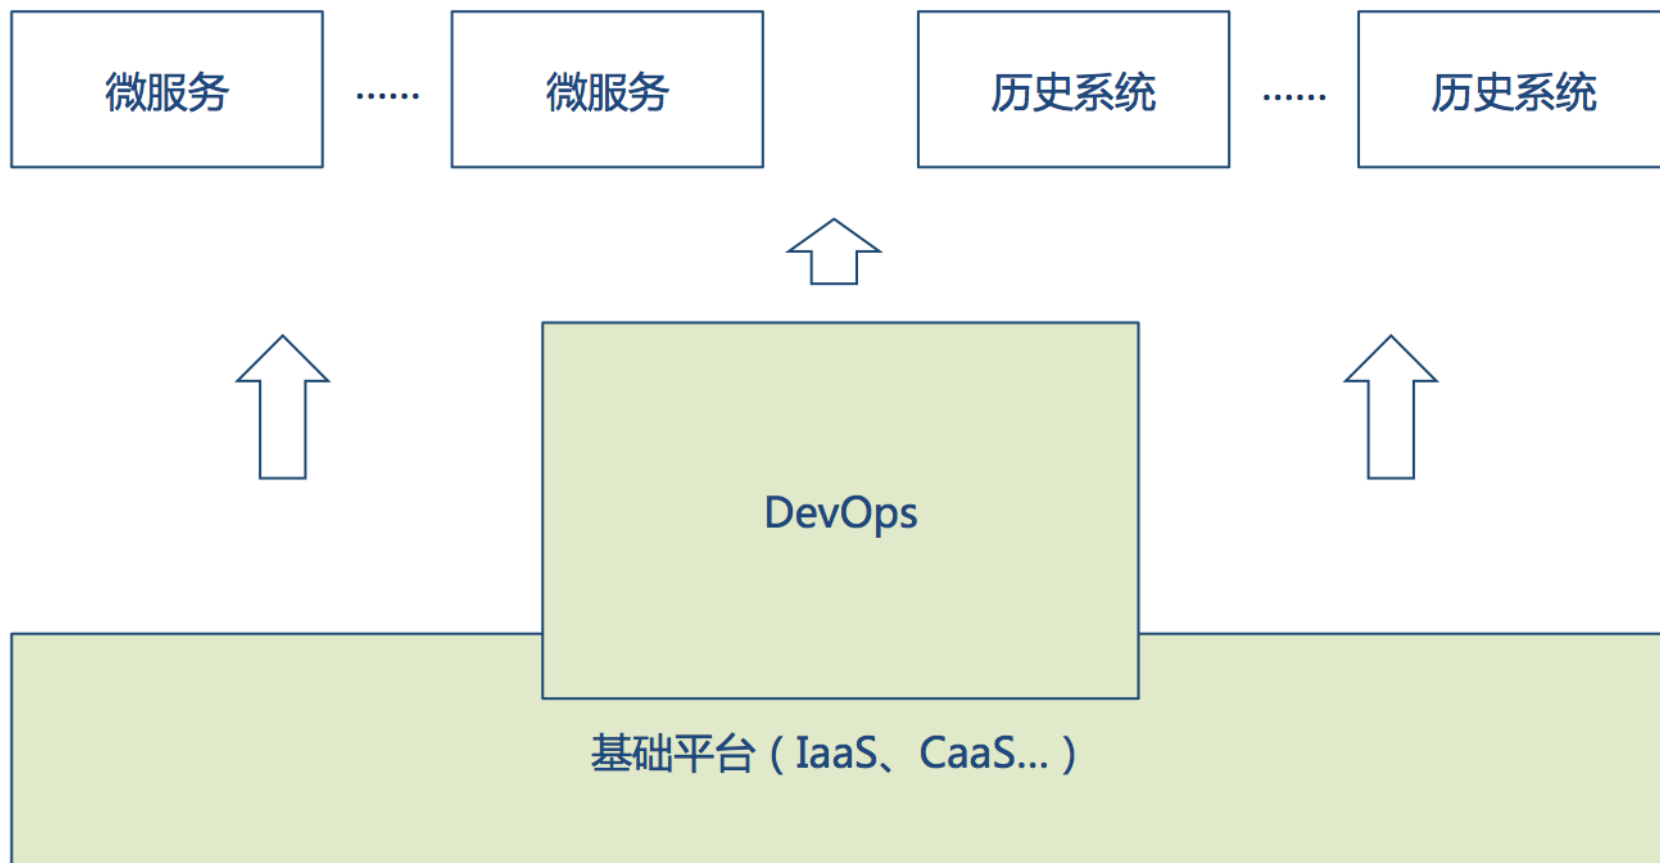 微服务 ...... 微服务 历史系统 ...... 历史系统
DevOps
基础平台（IaaS、CaaS...）